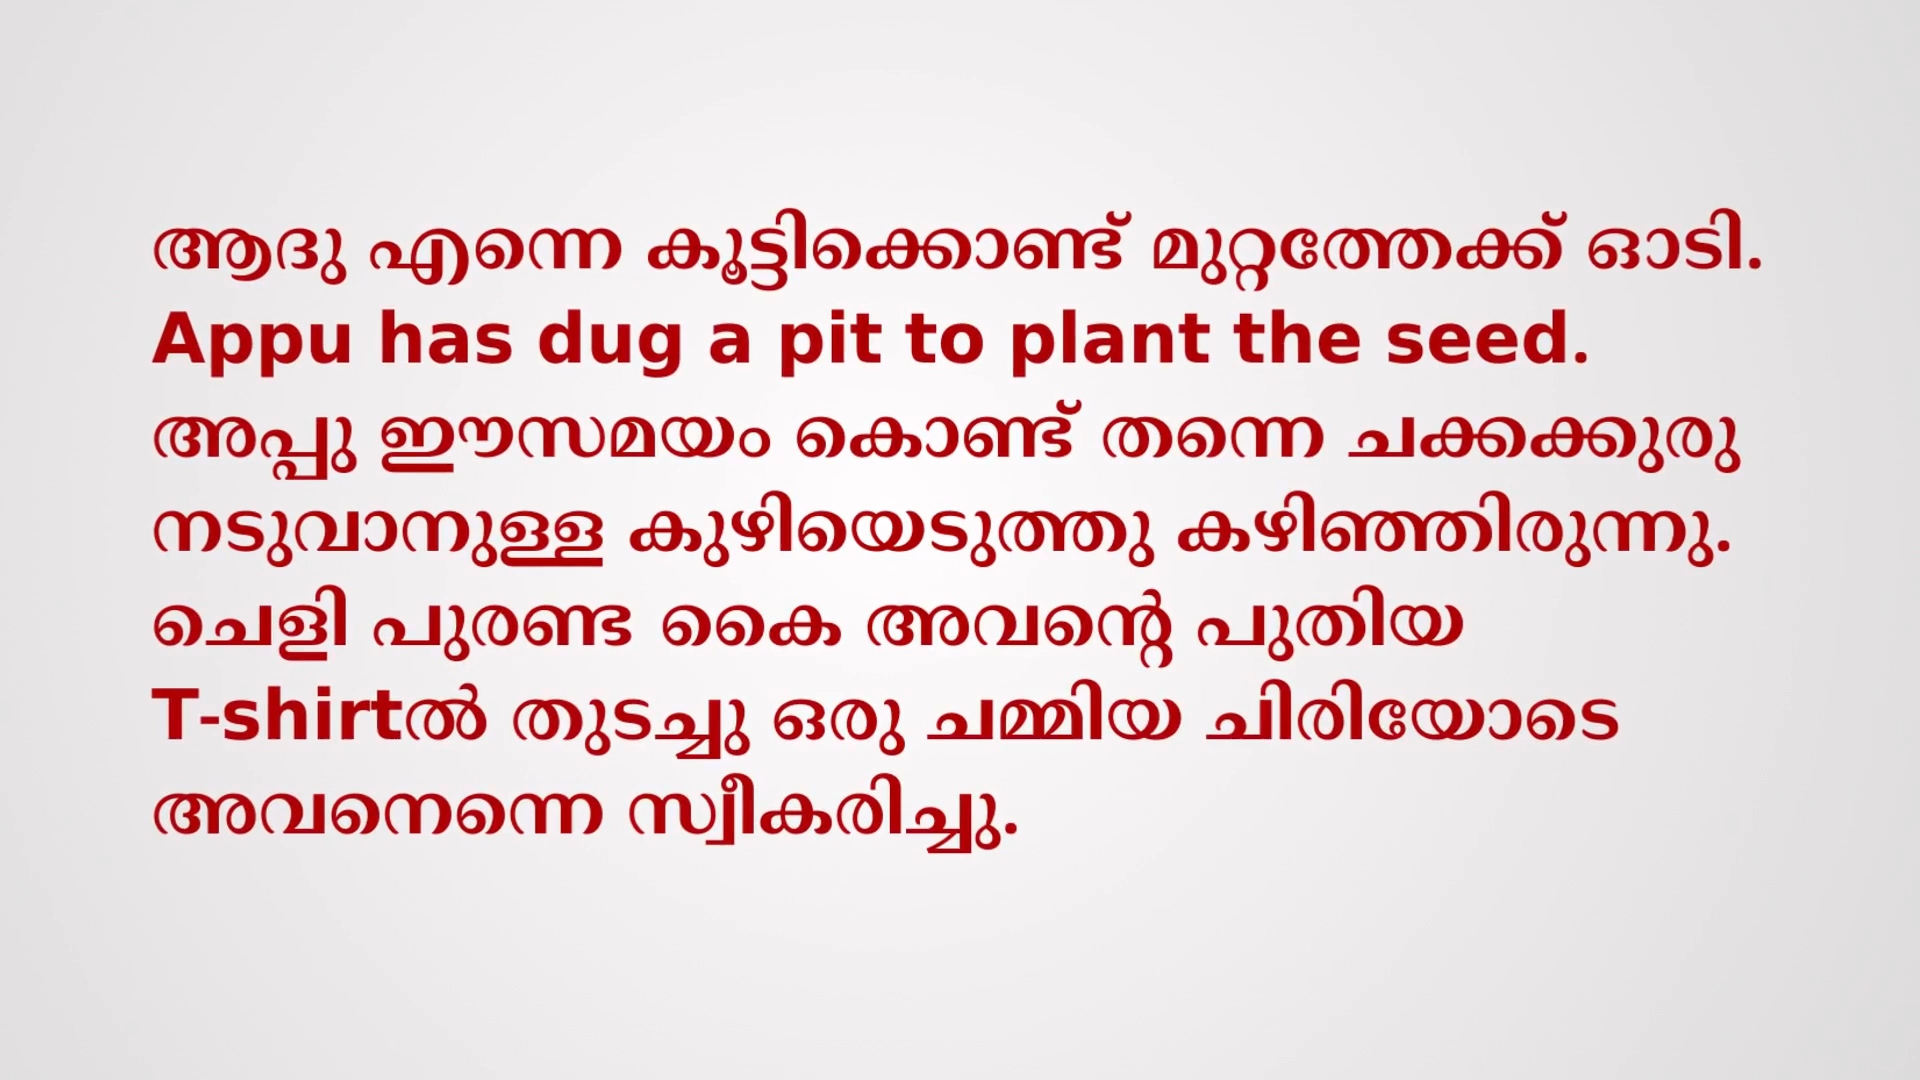 ആദു എന്നെ കൂട്ടിക്കൊണ്ട് മുറ്റത്തേക്ക് ഓടി.
Appu has dug a pit to plant the seed.
അപ്പു ഈസമയം കൊണ്ട് തന്നെ ചക്കക്കുരു
നടുവാനുള്ള കുഴിയെടുത്തു കഴിഞ്ഞിരുന്നു.
ചെളി പുരണ്ട കൈ അവന്റെ പുതിയ
T-shirtൽ തുടച്ചു ഒരു ചമ്മിയ ചിരിയോടെ
അവനെന്നെ സ്വീകരിച്ചു.